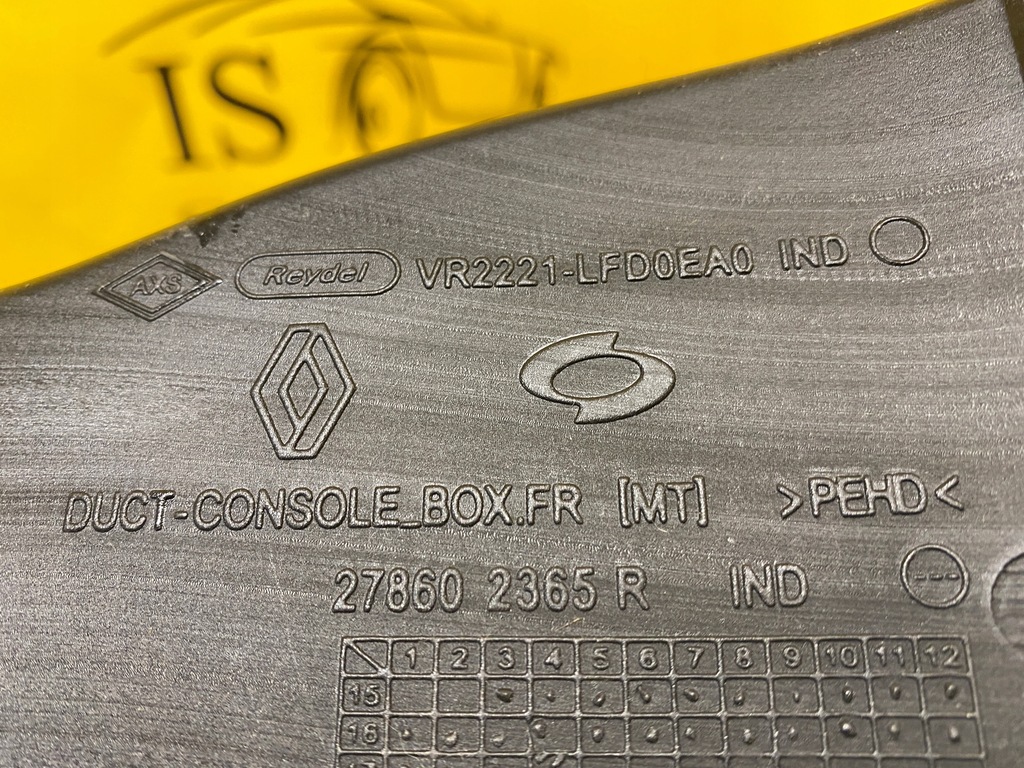 IS
AXS Reydel VR2221-LFD0EA0 IND
DUCT-CONSOLE_BOX.FR [MT] >PEHD<
27860 2365 R IND ---
1 2 3 4 5 6 7 8 9 10 11 12
15
16
17